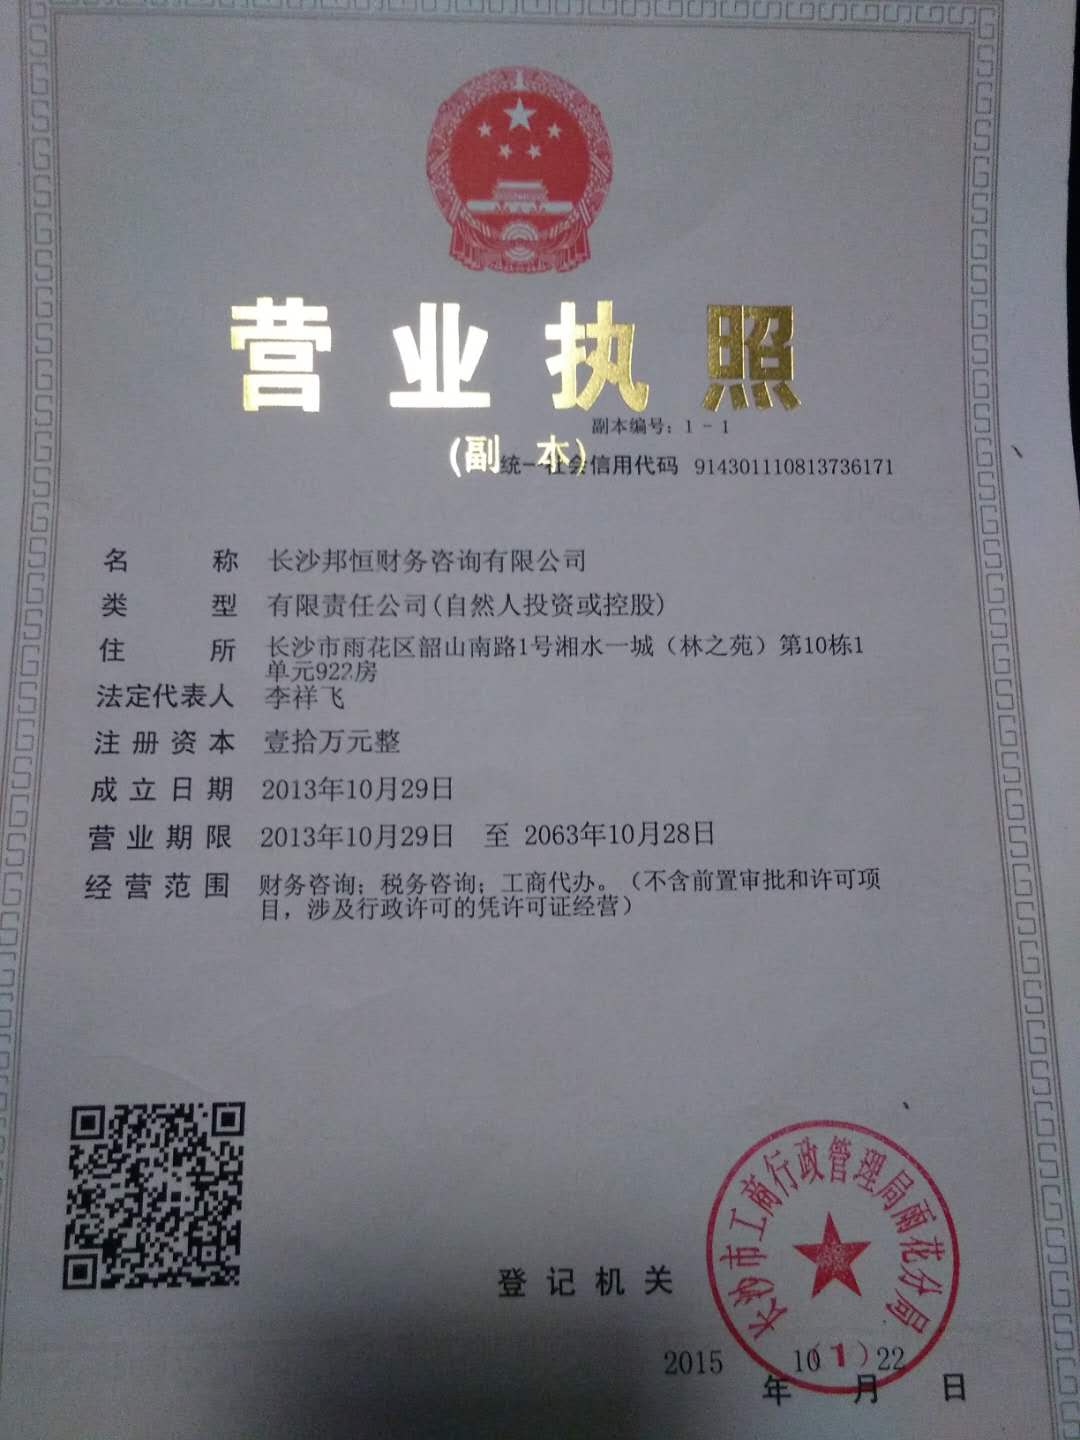 营业执照
副本编号：1-1
(副 本)
统一社会信用代码 914301110813736171
名称 长沙邦恒财务咨询有限公司
类型 有限责任公司(自然人投资或控股)
住所 长沙市雨花区韶山南路1号湘水一城（林之苑）第10栋1
单元922房
法定代表人 李祥飞
注册资本 壹拾万元整
成立日期 2013年10月29日
营业期限 2013年10月29日 至 2063年10月28日
经营范围 财务咨询；税务咨询；工商代办。（不含前置审批和许可项
目，涉及行政许可的凭许可证经营）
长沙市工商行政管理局雨花分局
登记机关
(1)
2015年10月22日